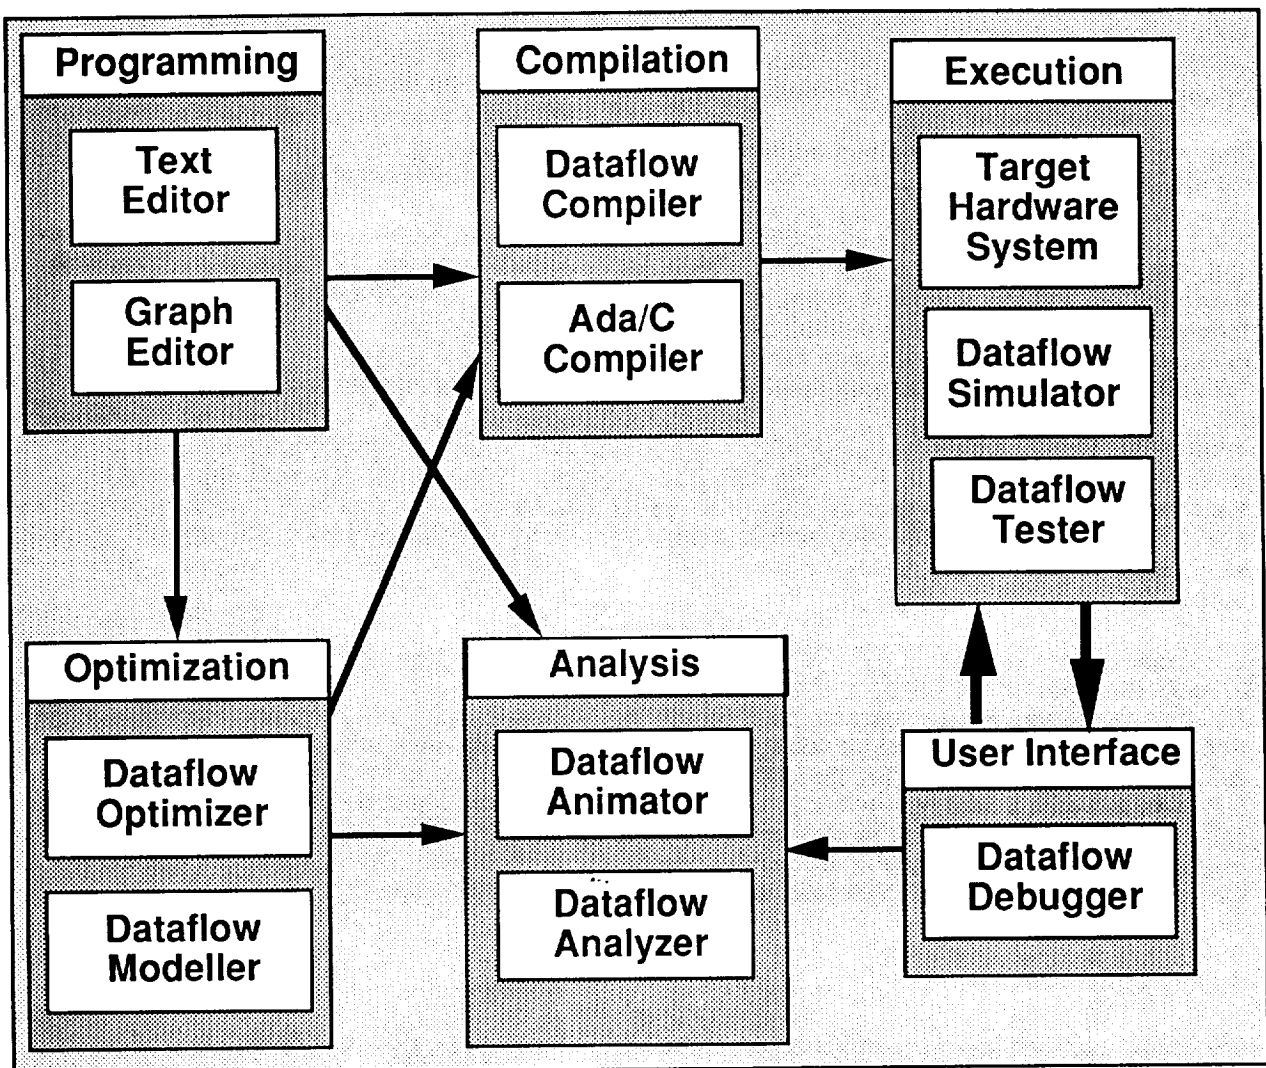 Programming
Text
Editor
Graph
Editor
Compilation
Dataflow
Compiler
Ada/C
Compiler
Execution
Target
Hardware
System
Dataflow
Simulator
Dataflow
Tester
Optimization
Dataflow
Optimizer
Dataflow
Modeller
Analysis
Dataflow
Animator
Dataflow
Analyzer
User Interface
Dataflow
Debugger